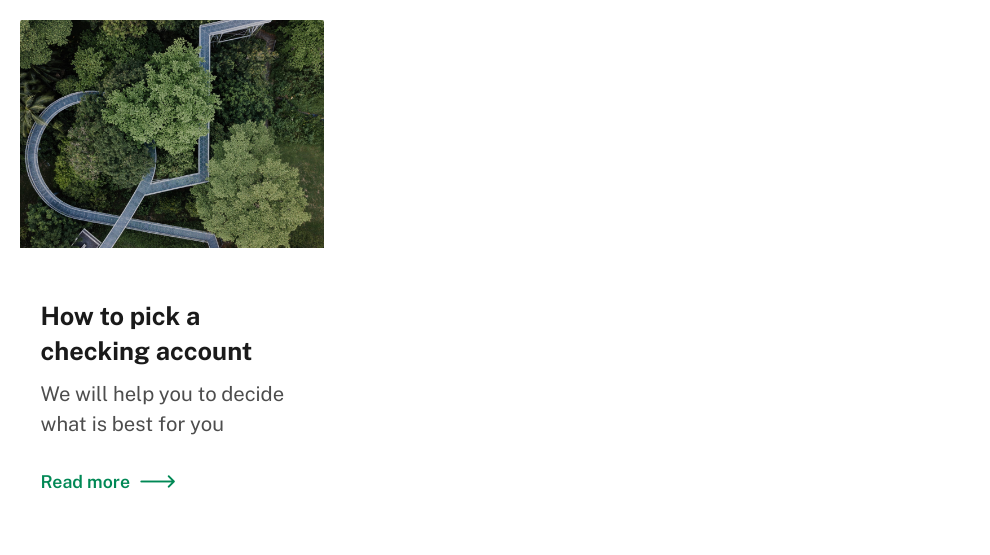 How to pick a
checking account
We will help you to decide
what is best for you
Read more